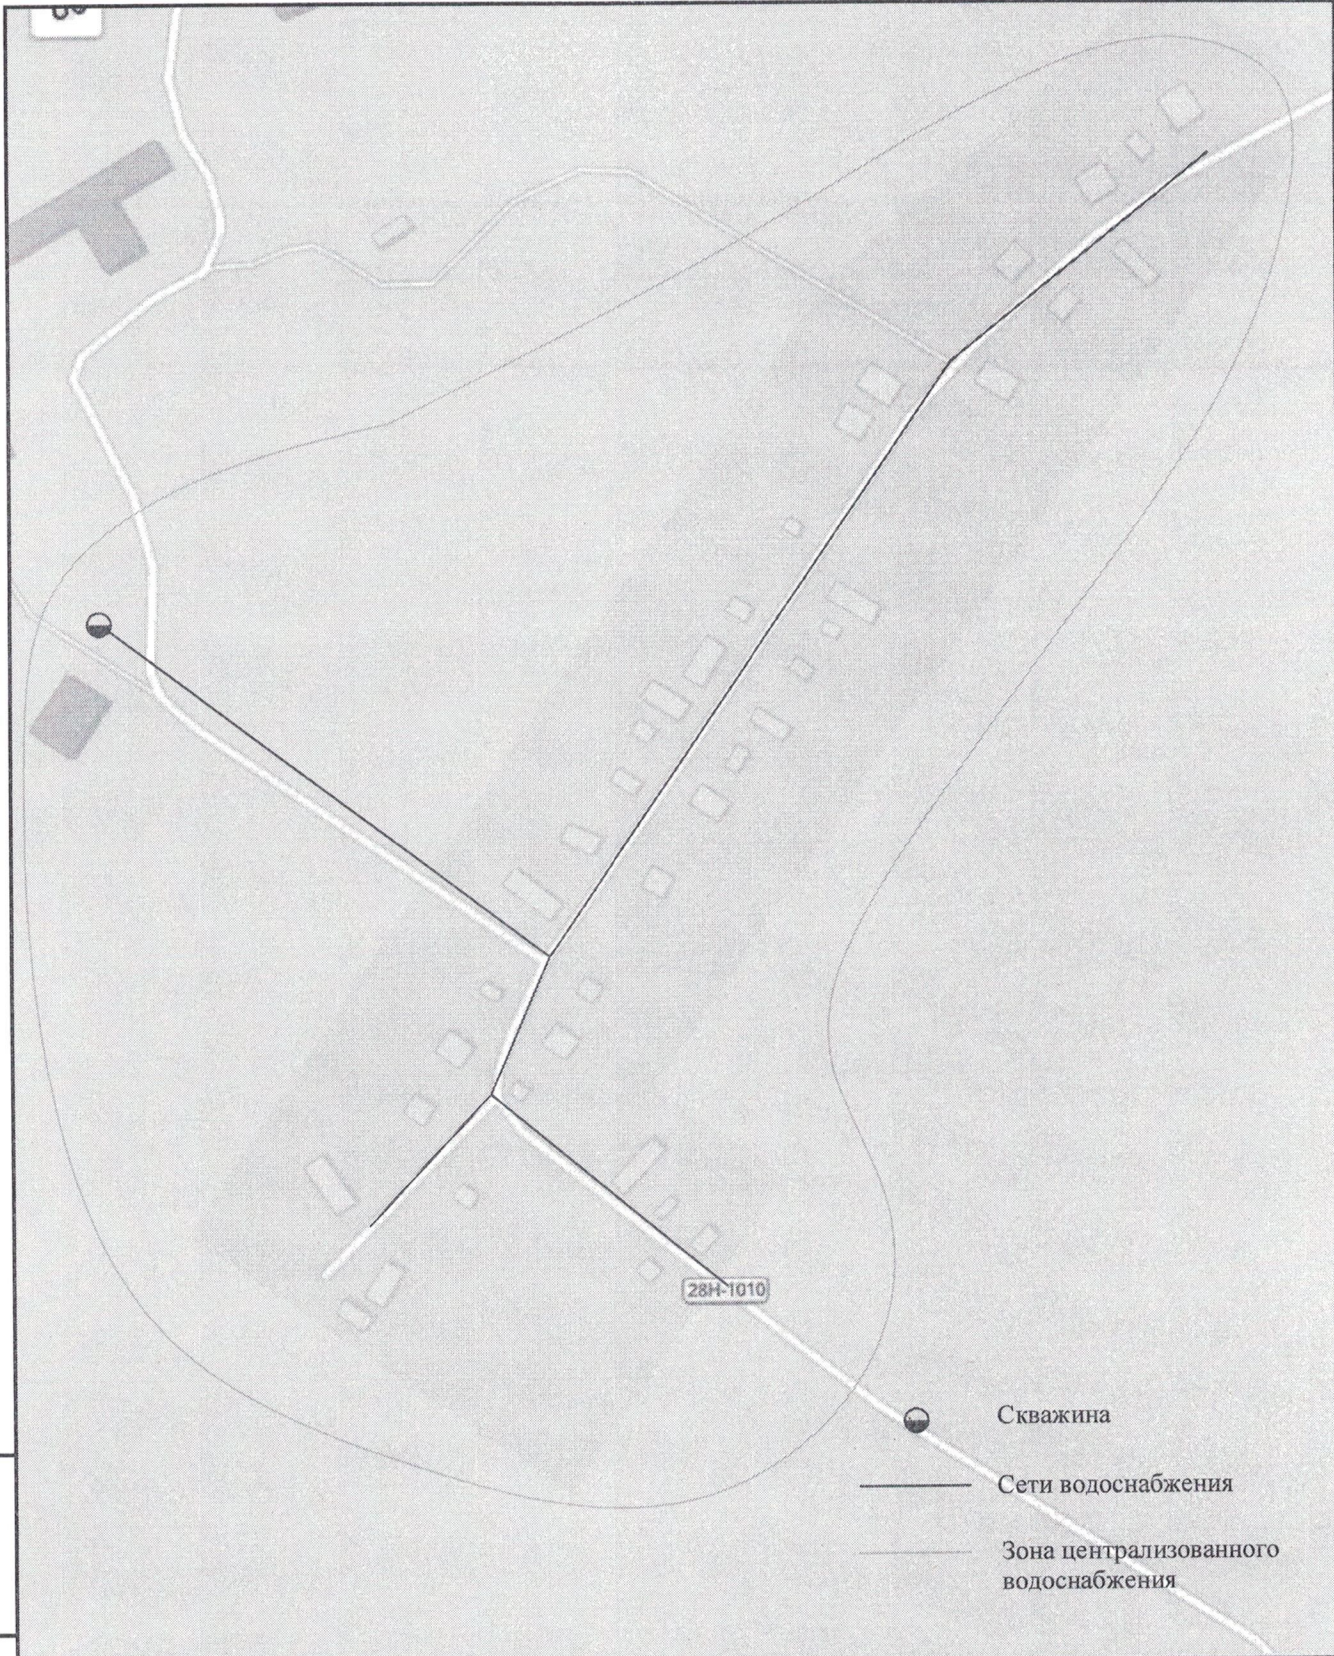 28Н-1010
Скважина
Сети водоснабжения
Зона централизованного
водоснабжения